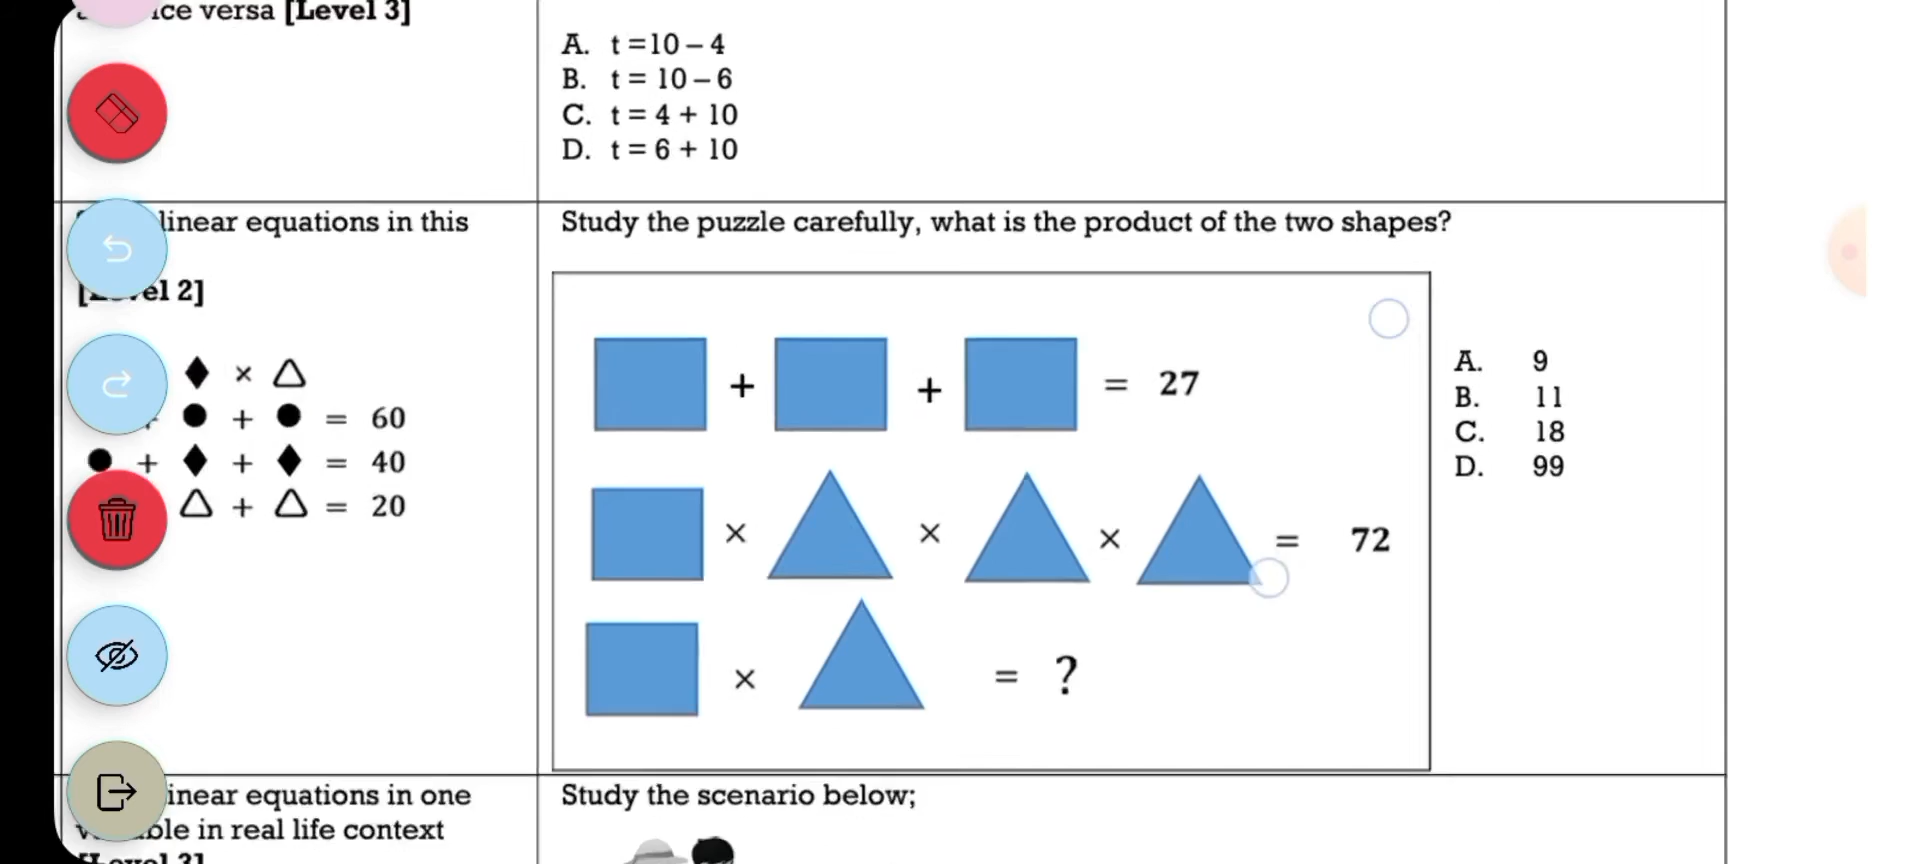 ce versa [Level 3]
A. t =10 – 4
B. t = 10 – 6
C. t = 4 + 10
D. t = 6 + 10
linear equations in this
el 2]
♦ × △
● + ● = 60
● + ♦ + ♦ = 40
△ + △ = 20
Study the puzzle carefully, what is the product of the two shapes?
+ + = 27
× × × = 72
× = ?
A. 9
B. 11
C. 18
D. 99
inear equations in one
ble in real life context
Study the scenario below;